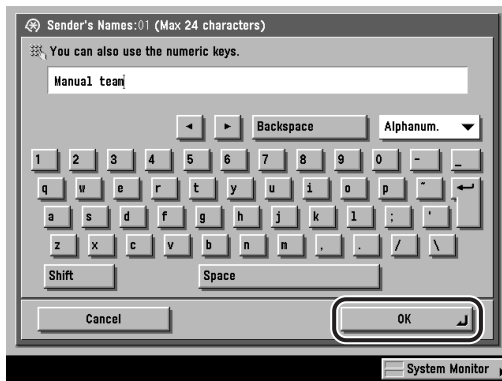 Sender's Names:01 (Max 24 characters)
You can also use the numeric keys.
Manual team
◄ ► Backspace Alphanum. ▼
1 2 3 4 5 6 7 8 9 0 - _
q w e r t y u i o p ~ ↵
a s d f g h j k l ; '
z x c v b n m , . / \
Shift Space
Cancel OK
System Monitor